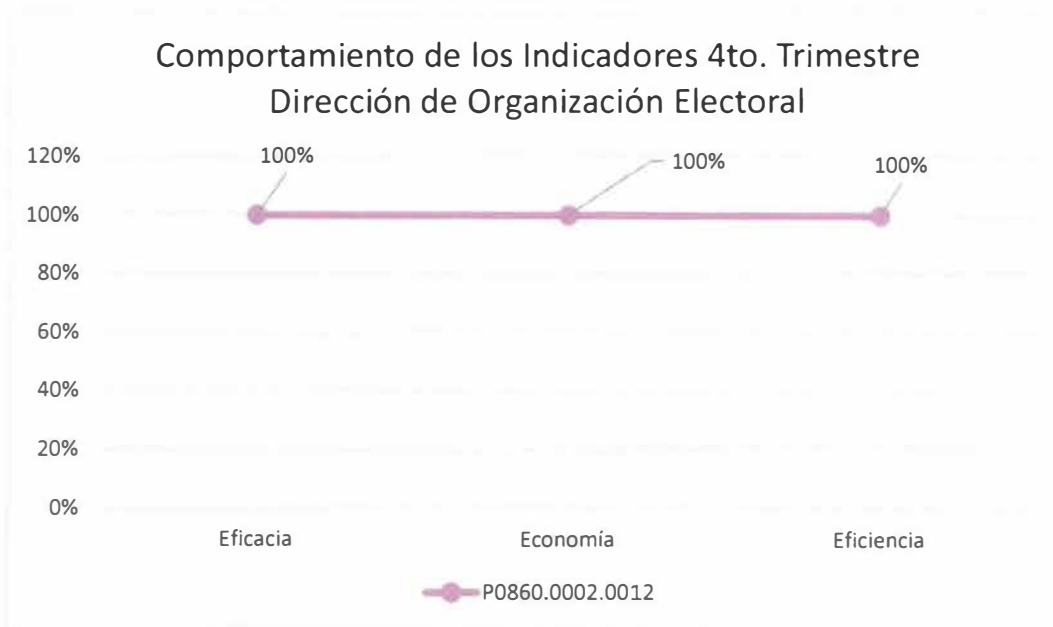 Comportamiento de los Indicadores 4to. Trimestre
Dirección de Organización Electoral
120%
100%
80%
60%
40%
20%
0%
100%
100%
100%
Eficacia
Economía
Eficiencia
P0860.0002.0012